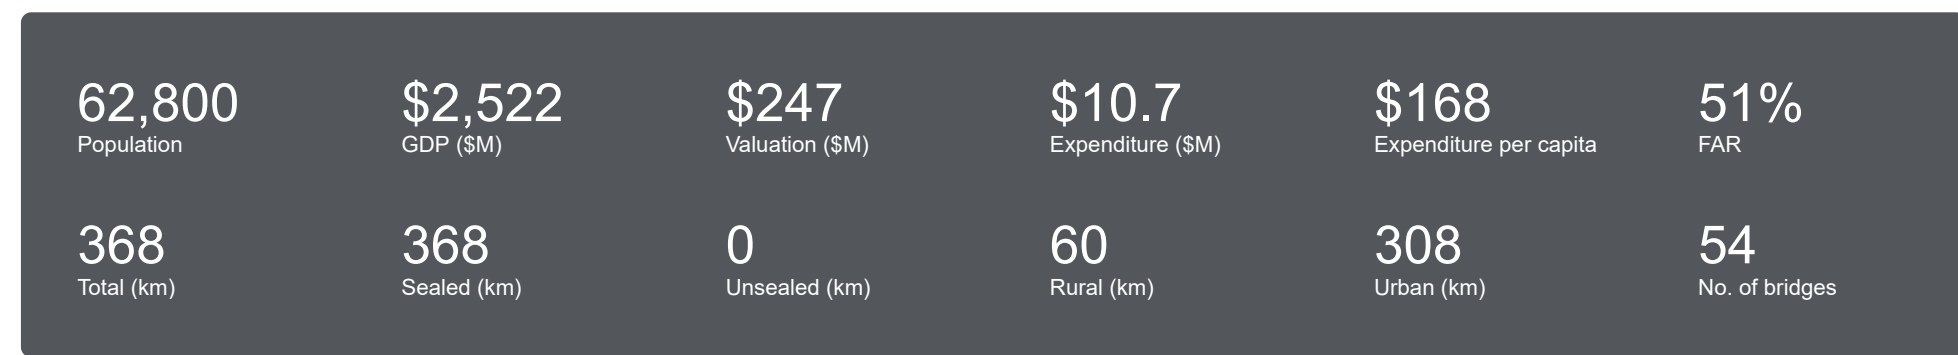 62,800 $2,522 $247 $10.7 $168 51%
Population GDP ($M) Valuation ($M) Expenditure ($M) Expenditure per capita FAR
368 368 0 60 308 54
Total (km) Sealed (km) Unsealed (km) Rural (km) Urban (km) No. of bridges